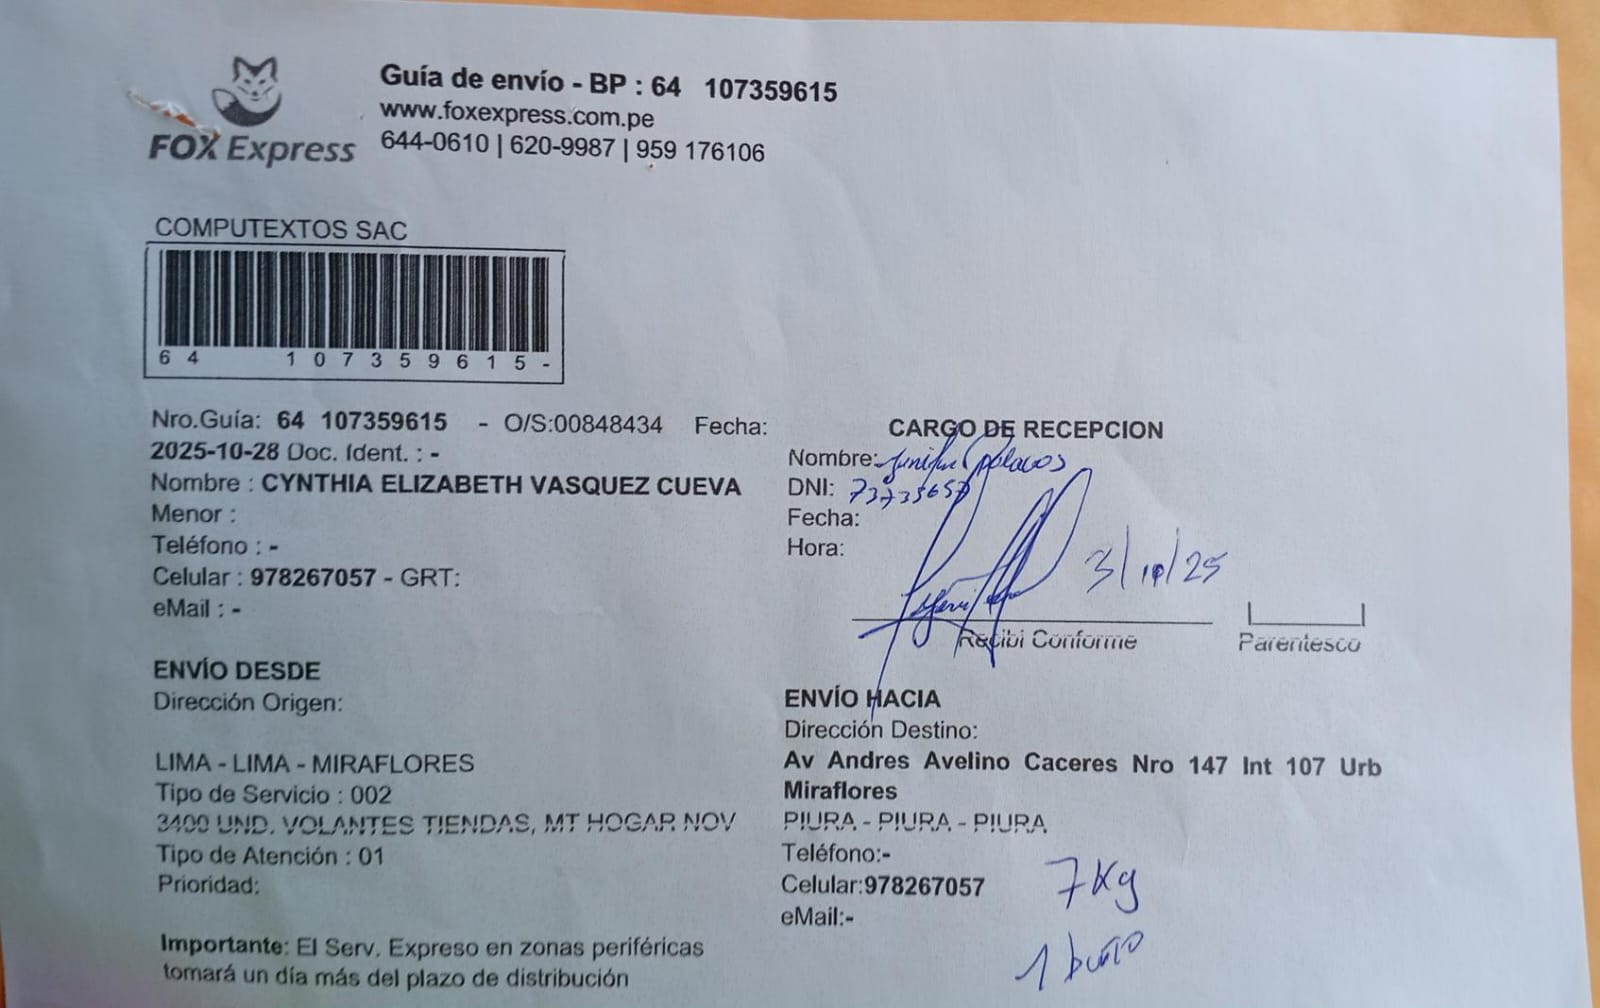 FOX Express
Guía de envío - BP : 64 107359615
www.foxexpress.com.pe
644-0610 | 620-9987 | 959 176106
COMPUTEXTOS SAC
64 107359615-
Nro.Guía: 64 107359615 - O/S:00848434 Fecha:
2025-10-28 Doc. Ident. : -
Nombre : CYNTHIA ELIZABETH VASQUEZ CUEVA
Menor :
Teléfono : -
Celular : 978267057 - GRT:
eMail : -
CARGO DE RECEPCION
Nombre:
DNI:
Fecha:
Hora:
Recibi Conforme
Parentesco
ENVÍO DESDE
Dirección Origen:
LIMA - LIMA - MIRAFLORES
Tipo de Servicio : 002
3400 UND. VOLANTES TIENDAS, MT HOGAR NOV
Tipo de Atención : 01
Prioridad:
ENVÍO HACIA
Dirección Destino:
Av Andres Avelino Caceres Nro 147 Int 107 Urb
Miraflores
PIURA - PIURA - PIURA
Teléfono:-
Celular:978267057
eMail:-
7 Kg
1 bulto
Importante: El Serv. Expreso en zonas periféricas
tomará un día más del plazo de distribución